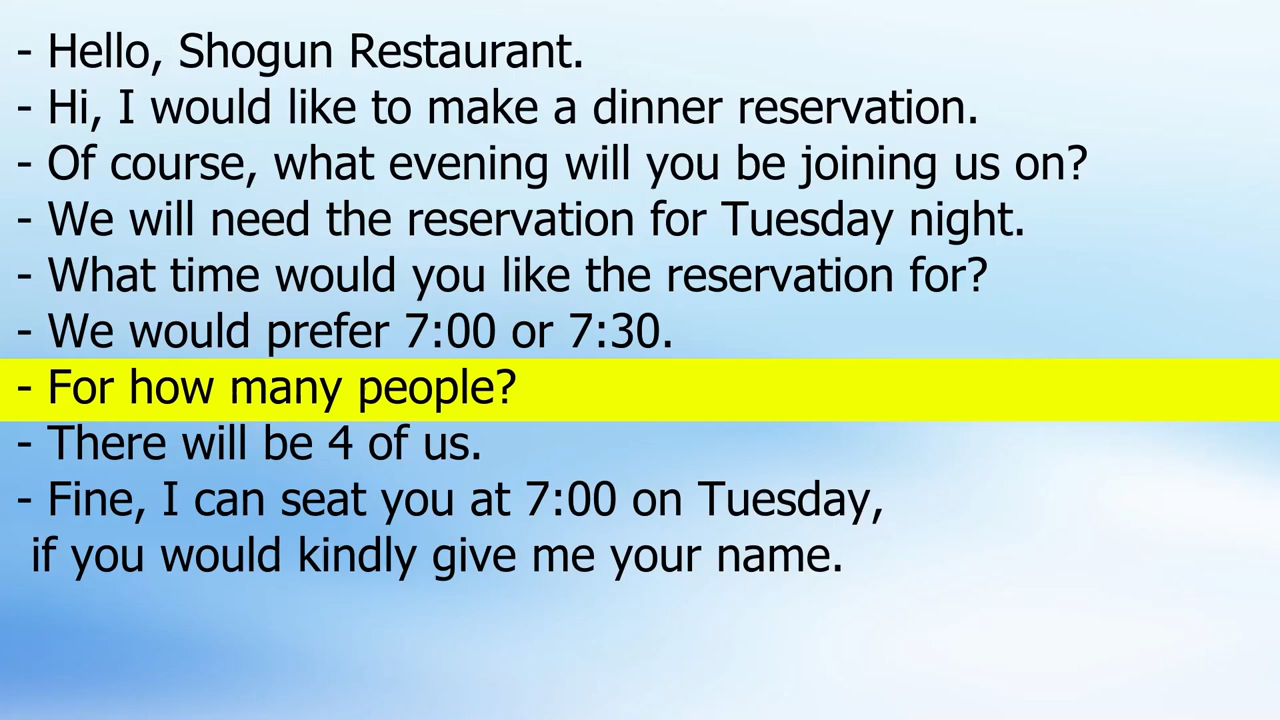 - Hello, Shogun Restaurant.
- Hi, I would like to make a dinner reservation.
- Of course, what evening will you be joining us on?
- We will need the reservation for Tuesday night.
- What time would you like the reservation for?
- We would prefer 7:00 or 7:30.
- For how many people?
- There will be 4 of us.
- Fine, I can seat you at 7:00 on Tuesday,
if you would kindly give me your name.